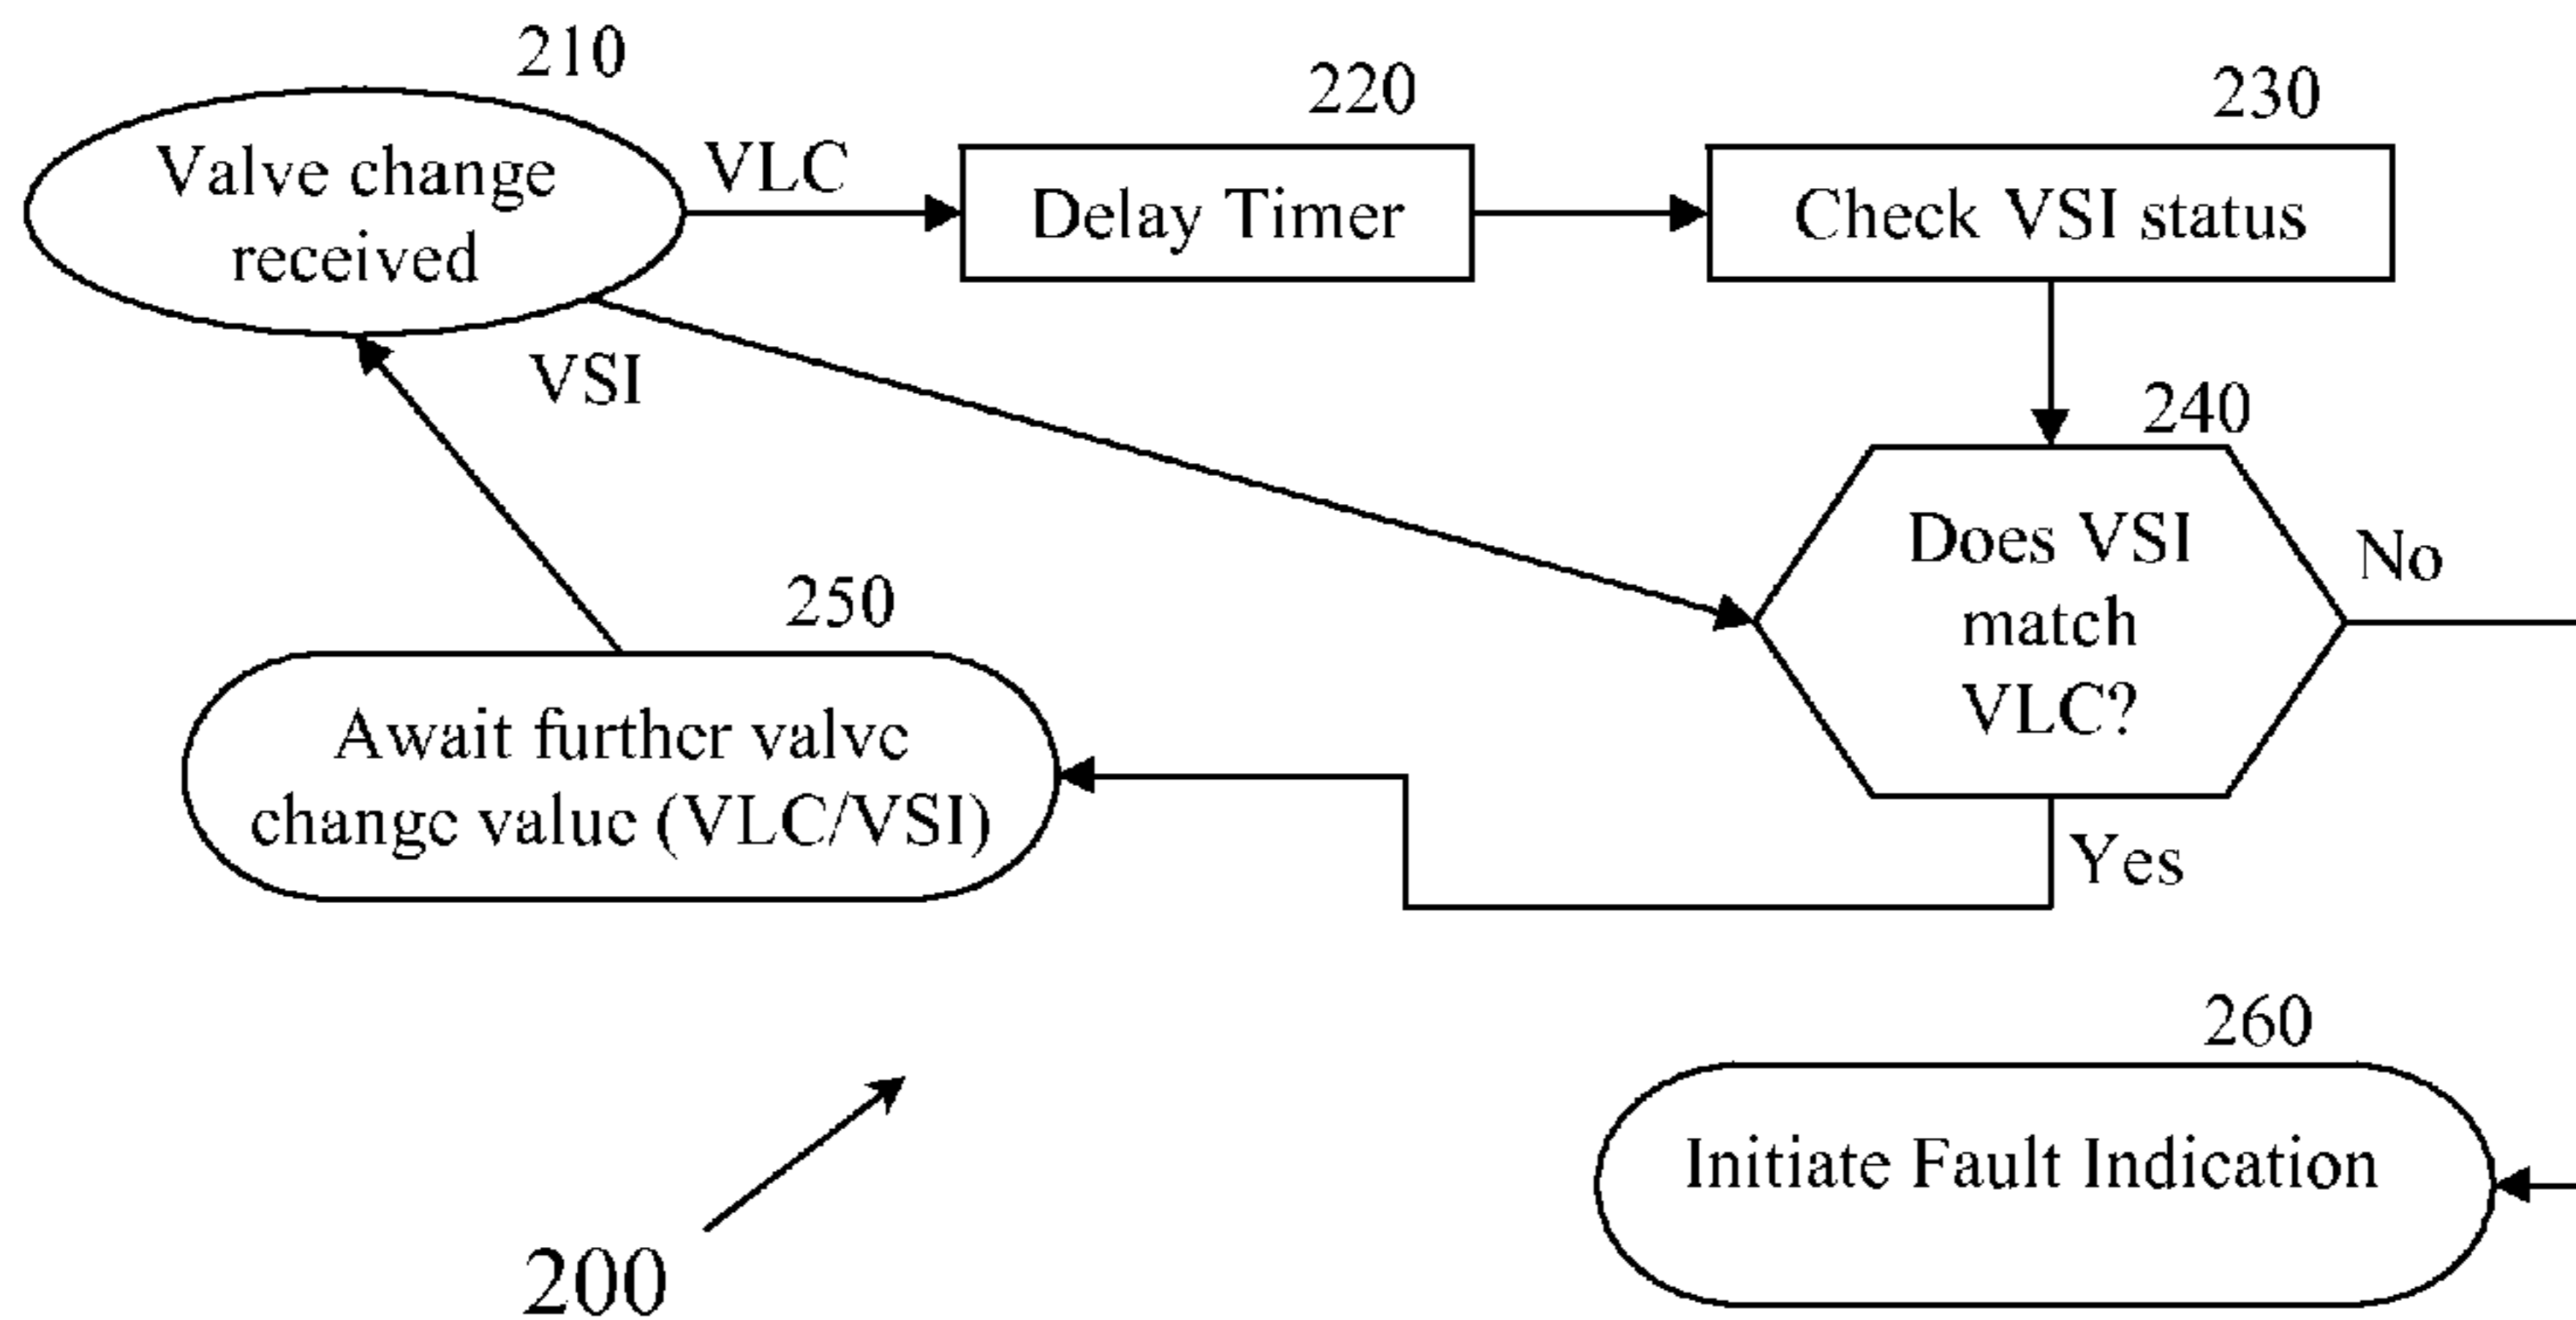 210
Valve change
received
VLC
220
Delay Timer
230
Check VSI status
VSI
240
Does VSI
match
VLC?
No
Yes
250
Await further valve
change value (VLC/VSI)
260
Initiate Fault Indication
200